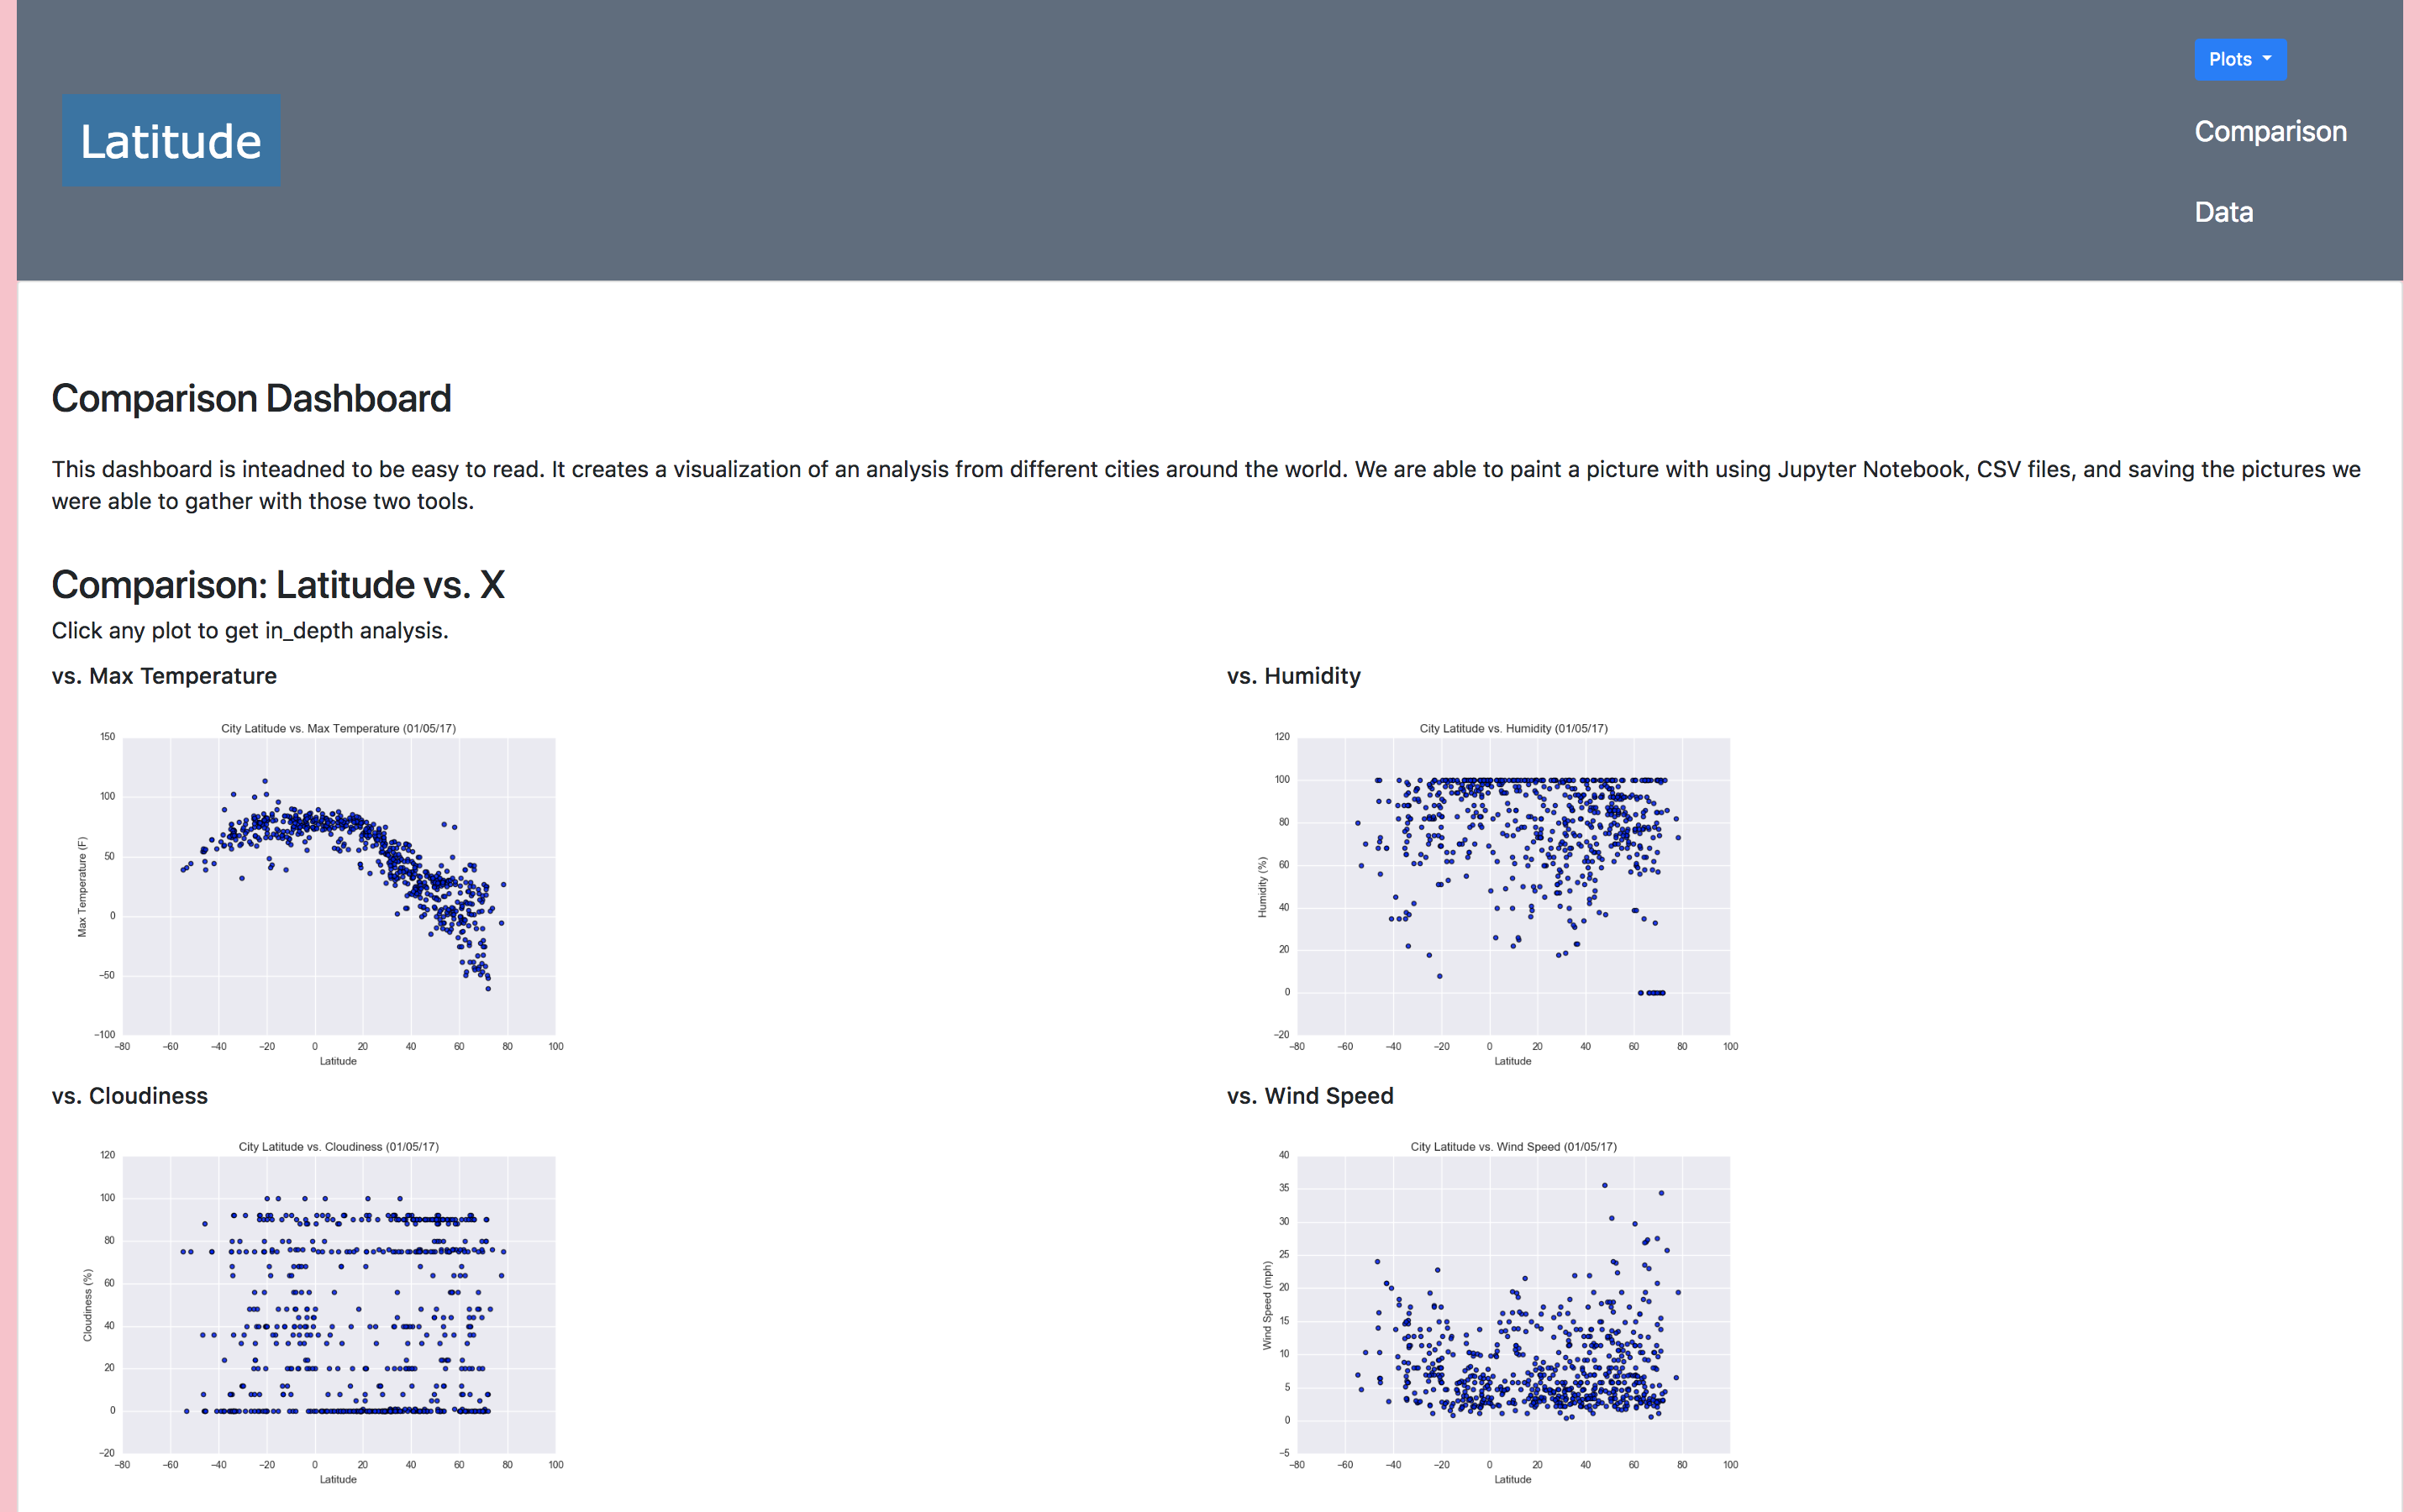 Plots
Latitude
Comparison
Data
Comparison Dashboard
This dashboard is inteadned to be easy to read. It creates a visualization of an analysis from different cities around the world. We are able to paint a picture with using Jupyter Notebook, CSV files, and saving the pictures we
were able to gather with those two tools.
Comparison: Latitude vs. X
Click any plot to get in_depth analysis.
vs. Max Temperature
City Latitude vs. Max Temperature (01/05/17)
150
100
50
0
−50
−100
Max Temperature (F)
−80 −60 −40 −20 0 20 40 60 80 100
Latitude
vs. Humidity
City Latitude vs. Humidity (01/05/17)
120
100
80
60
40
20
0
−20
Humidity (%)
−80 −60 −40 −20 0 20 40 60 80 100
Latitude
vs. Cloudiness
City Latitude vs. Cloudiness (01/05/17)
120
100
80
60
40
20
0
−20
Cloudiness (%)
−80 −60 −40 −20 0 20 40 60 80 100
Latitude
vs. Wind Speed
City Latitude vs. Wind Speed (01/05/17)
40
35
30
25
20
15
10
5
0
−5
Wind Speed (mph)
−80 −60 −40 −20 0 20 40 60 80 100
Latitude